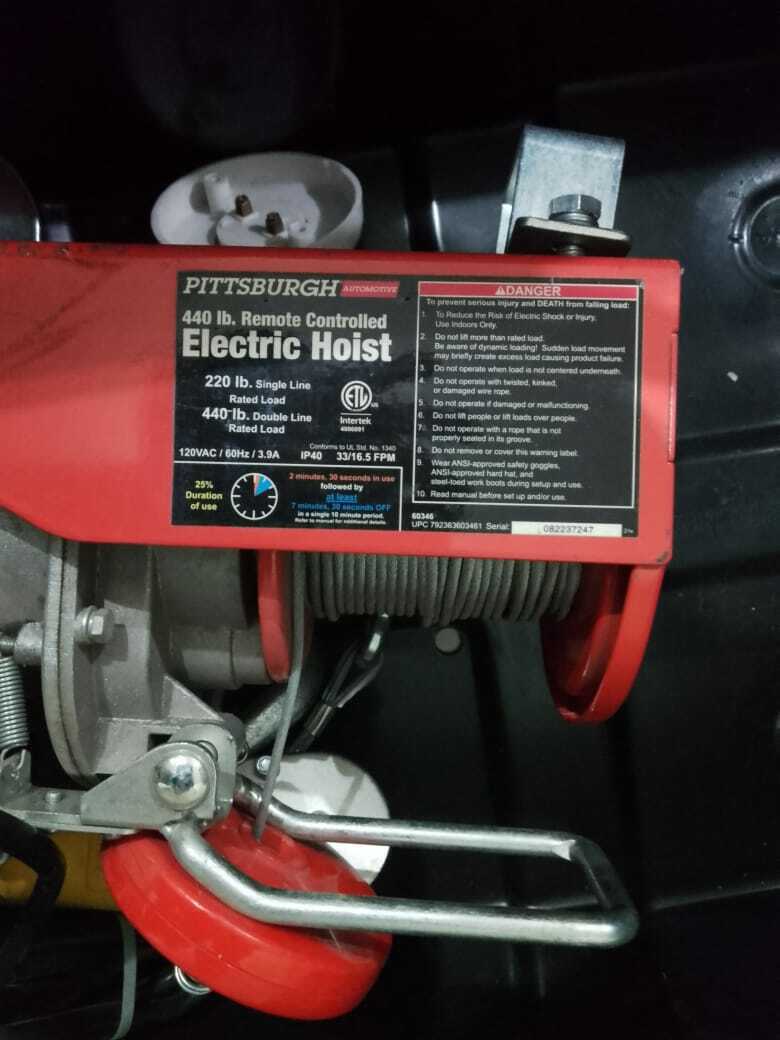 PITTSBURGH AUTOMOTIVE
440 lb. Remote Controlled
Electric Hoist
220 lb. Single Line
Rated Load
440 lb. Double Line
Rated Load
ETL
US
Intertek
4006091
Conforms to UL Std. No. 1340
120VAC / 60Hz / 3.9A IP40 33/16.5 FPM
25%
Duration
of use
2 minutes, 30 seconds in use
followed by
at least
7 minutes, 30 seconds OFF
in a single 10 minute period.
Refer to manual for additional details.
DANGER
To prevent serious injury and DEATH from falling load:
1. To Reduce the Risk of Electric Shock or Injury,
Use Indoors Only.
2. Do not lift more than rated load.
Be aware of dynamic loading! Sudden load movement
may briefly create excess load causing product failure.
3. Do not operate when load is not centered underneath.
4. Do not operate with twisted, kinked,
or damaged wire rope.
5. Do not operate if damaged or malfunctioning.
6. Do not lift people or lift loads over people.
7. Do not operate with a rope that is not
properly seated in its groove.
8. Do not remove or cover this warning label.
9. Wear ANSI-approved safety goggles,
ANSI-approved hard hat, and
steel-toed work boots during setup and use.
10. Read manual before set up and/or use.
60346
UPC 792363603461 Serial: 082237247